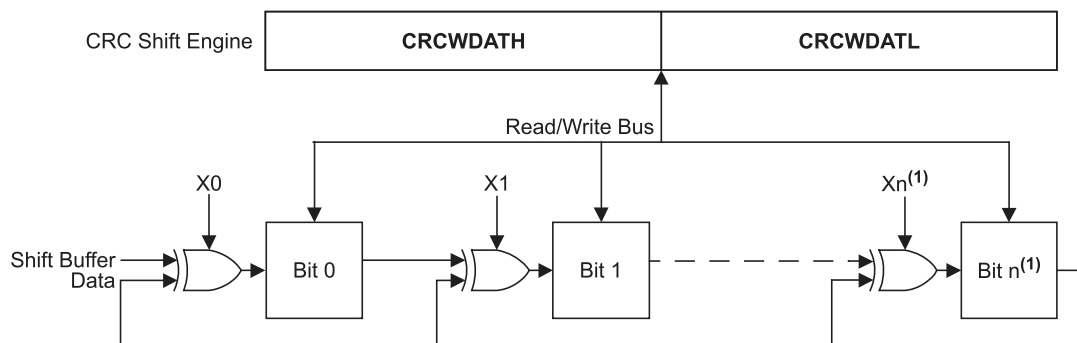 CRC Shift Engine
CRCWDATH
CRCWDATL
Read/Write Bus
X0
X1
Xn(1)
Shift Buffer
Data
Bit 0
Bit 1
Bit n(1)